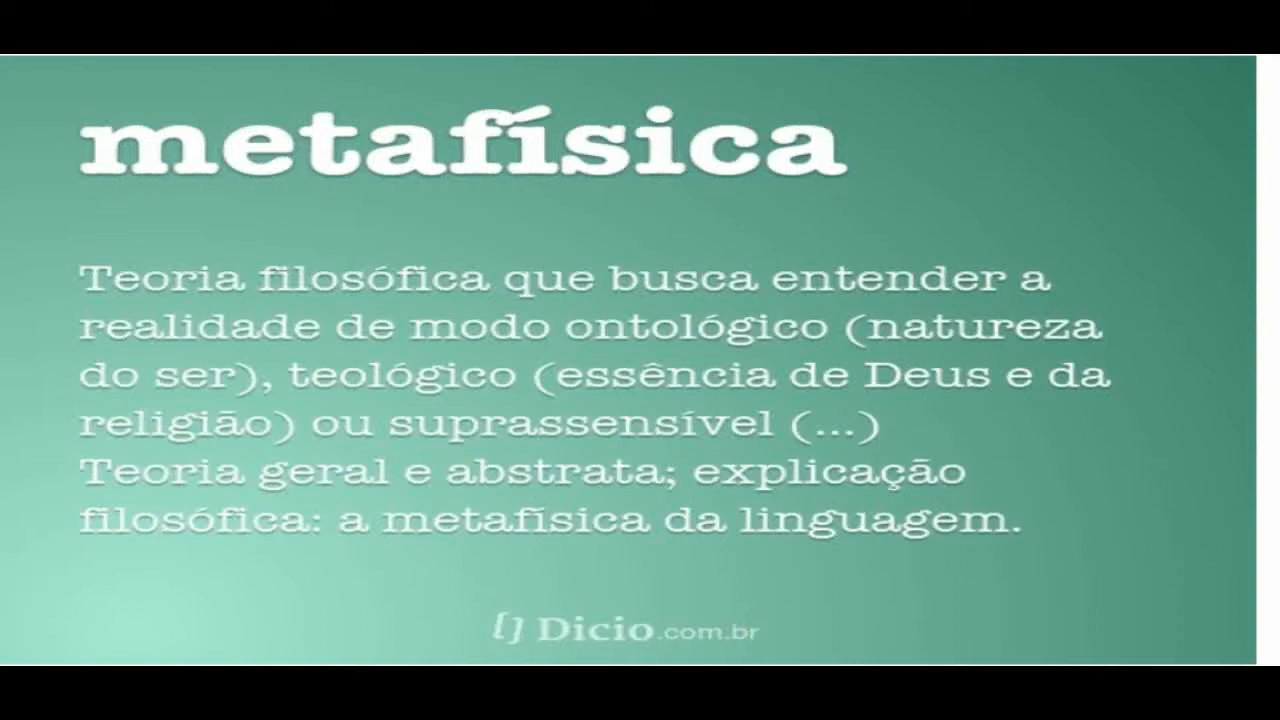 metafísica
Teoria filosófica que busca entender a
realidade de modo ontológico (natureza
do ser), teológico (essência de Deus e da
religião) ou suprassensível (...)
Teoria geral e abstrata; explicação
filosófica: a metafísica da linguagem.
[] Dicio.com.br